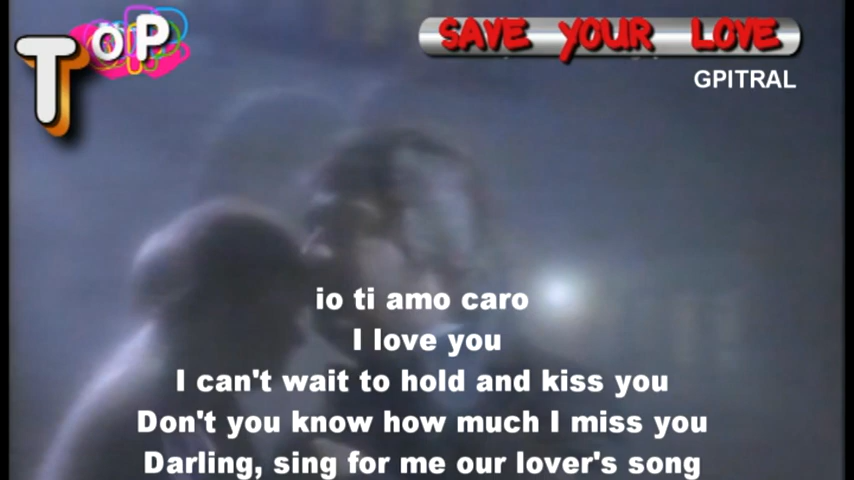 TOP
SAVE YOUR LOVE
GPITRAL
io ti amo caro
I love you
I can't wait to hold and kiss you
Don't you know how much I miss you
Darling, sing for me our lover's song